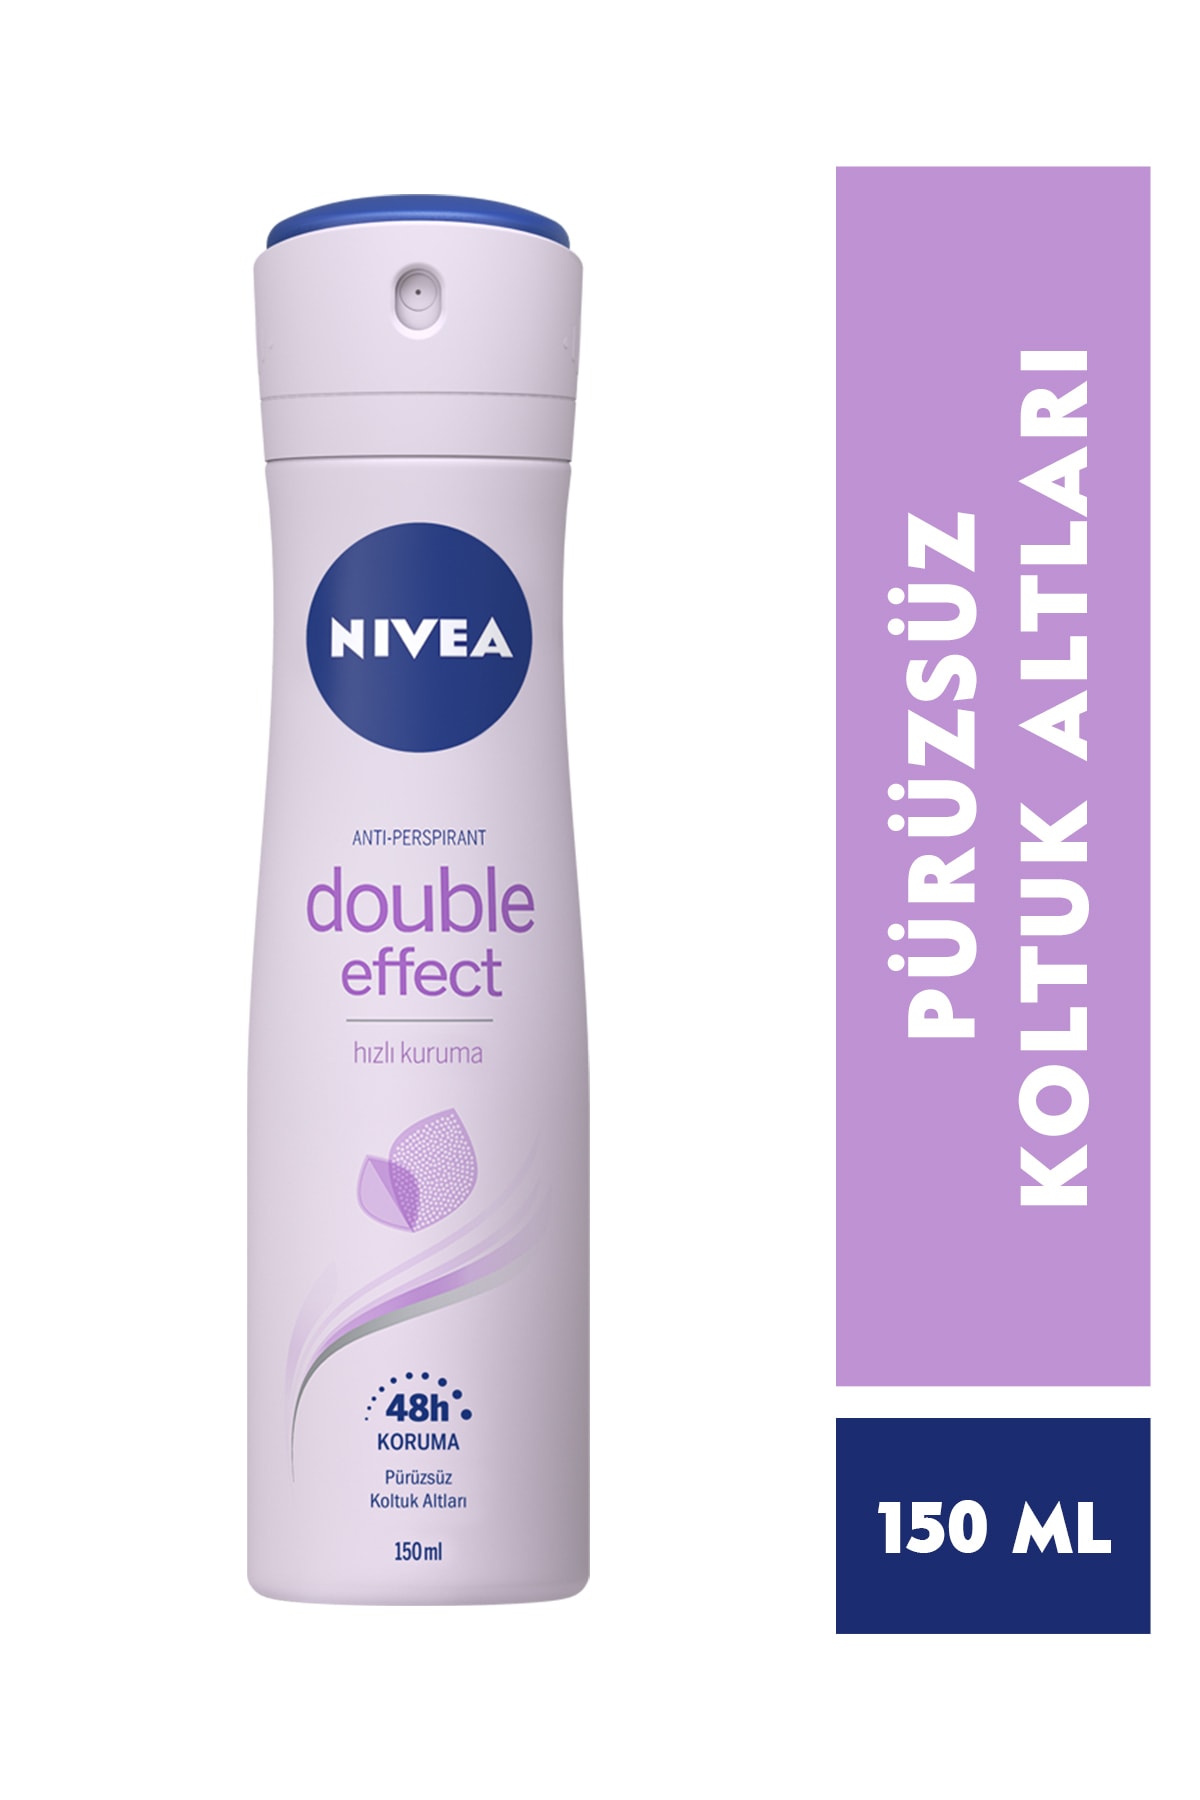 NIVEA
ANTI-PERSPIRANT
double
effect
hızlı kuruma
48h
KORUMA
Pürüzsüz
Koltuk Altları
150ml
PÜRÜZSÜZ
KOLTUK ALTLARI
150 ML